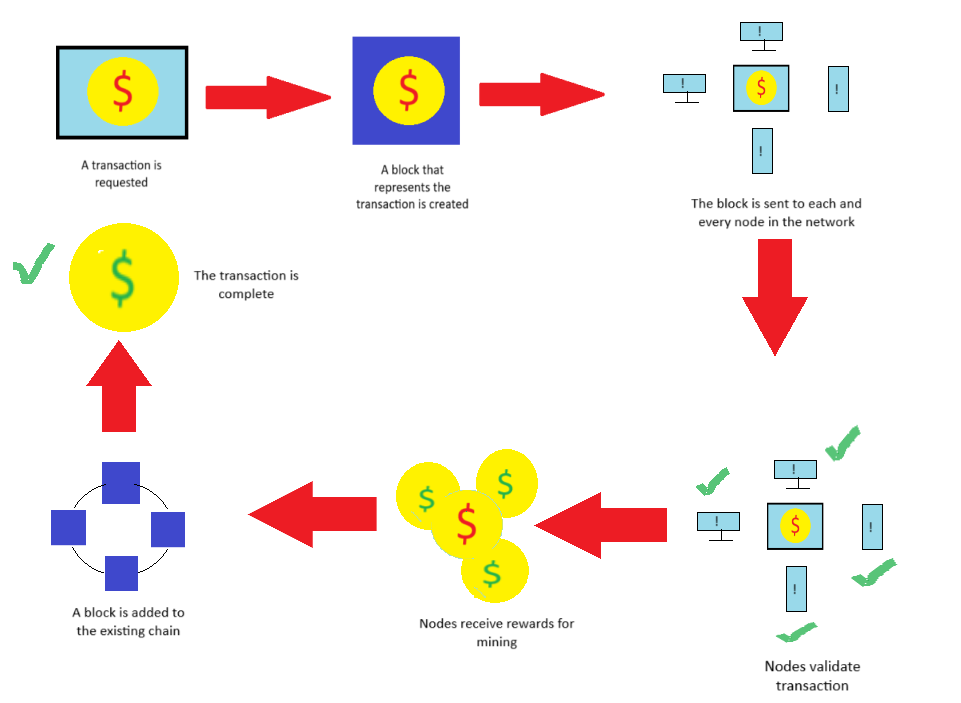 $
A transaction is
requested
$
A block that
represents the
transaction is created
!
!
$
!
!
The block is sent to each and
every node in the network
$
The transaction is
complete
A block is added to
the existing chain
$
$
$
$
Nodes receive rewards for
mining
!
!
$
!
!
Nodes validate
transaction